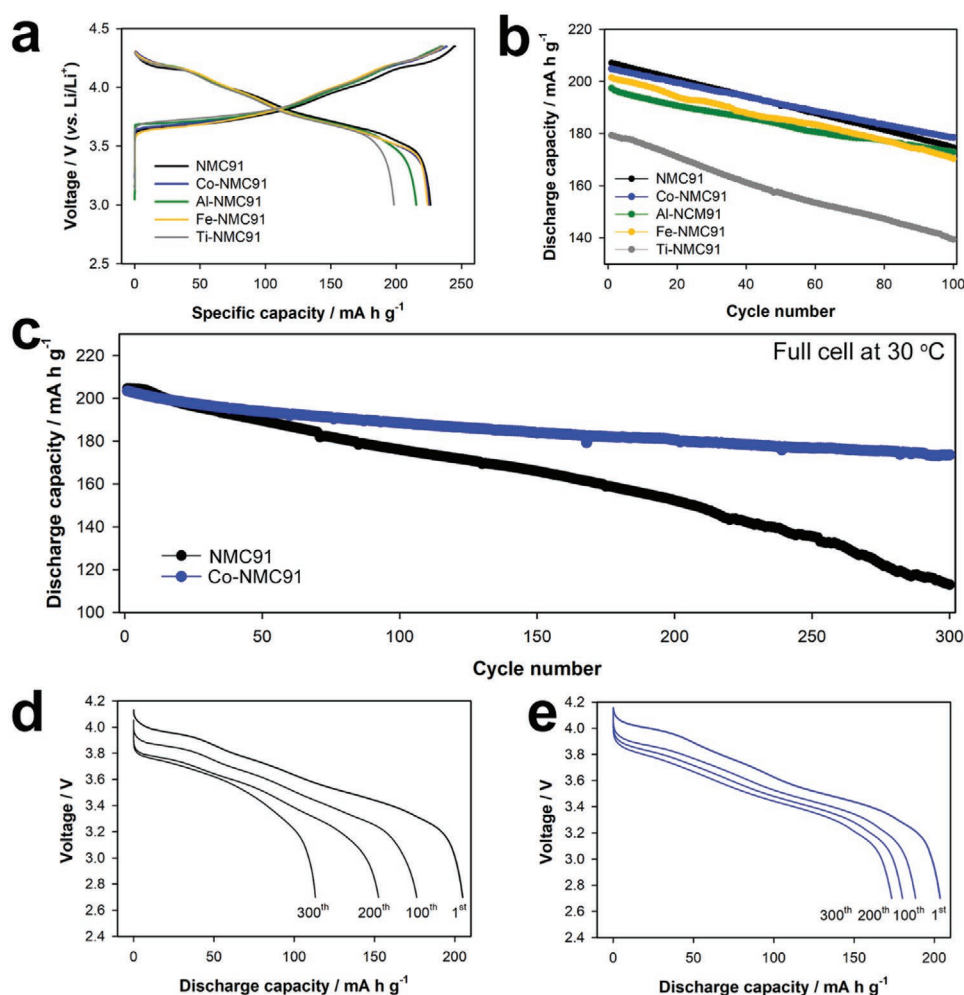 a
4.5
4.0
3.5
3.0
2.5
Voltage / V (vs. Li/Li⁺)
NMC91
Co-NMC91
Al-NMC91
Fe-NMC91
Ti-NMC91
0 50 100 150 200 250
Specific capacity / mA h g⁻¹
b
220
200
180
160
140
Discharge capacity / mA h g⁻¹
NMC91
Co-NMC91
Al-NCM91
Fe-NMC91
Ti-NMC91
0 20 40 60 80 100
Cycle number
c
Full cell at 30 °C
220
200
180
160
140
120
100
Discharge capacity / mA h g⁻¹
NMC91
Co-NMC91
0 50 100 150 200 250 300
Cycle number
d
4.2
4.0
3.8
3.6
3.4
3.2
3.0
2.8
2.6
2.4
Voltage / V
300th 200th 100th 1st
0 50 100 150 200
Discharge capacity / mA h g⁻¹
e
4.2
4.0
3.8
3.6
3.4
3.2
3.0
2.8
2.6
2.4
Voltage / V
300th 200th 100th 1st
0 50 100 150 200
Discharge capacity / mA h g⁻¹